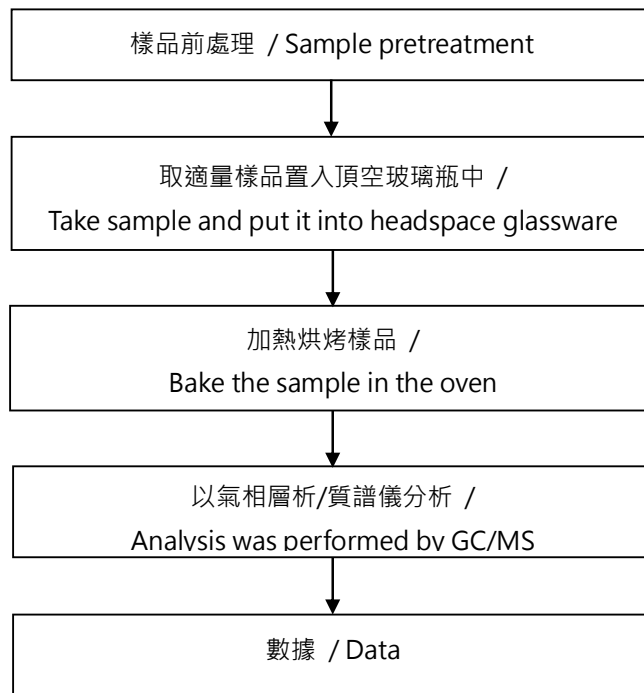 樣品前處理 / Sample pretreatment
取適量樣品置入頂空玻璃瓶中 /
Take sample and put it into headspace glassware
加熱烘烤樣品 /
Bake the sample in the oven
以氣相層析/質譜儀分析 /
Analysis was performed by GC/MS
數據 / Data